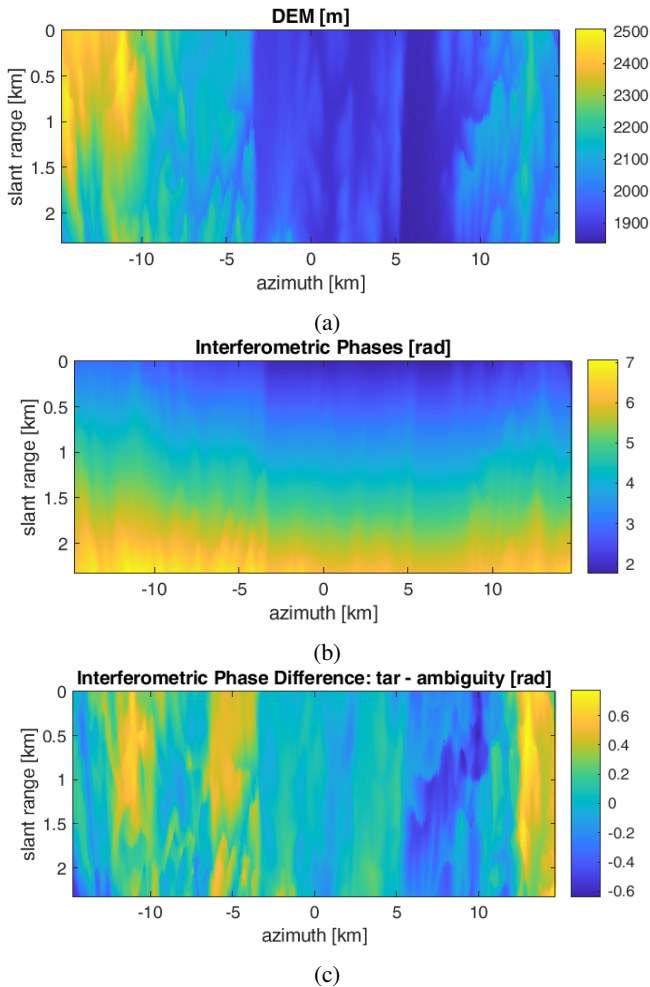 DEM [m]
0
0.5
1
1.5
2
slant range [km]
-10 -5 0 5 10
azimuth [km]
2500
2400
2300
2200
2100
2000
1900
(a)
Interferometric Phases [rad]
0
0.5
1
1.5
2
slant range [km]
-10 -5 0 5 10
azimuth [km]
7
6
5
4
3
2
(b)
Interferometric Phase Difference: tar - ambiguity [rad]
0
0.5
1
1.5
2
slant range [km]
-10 -5 0 5 10
azimuth [km]
0.6
0.4
0.2
0
-0.2
-0.4
-0.6
(c)